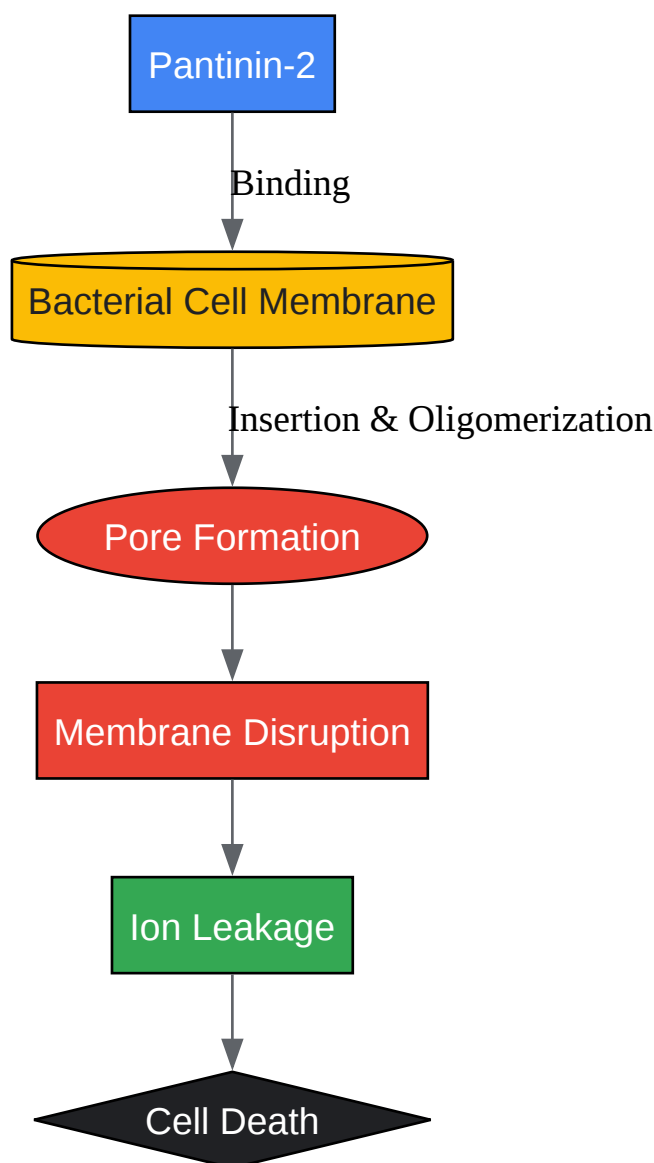 Pantinin-2
Binding
Bacterial Cell Membrane
Insertion & Oligomerization
Pore Formation
Membrane Disruption
Ion Leakage
Cell Death